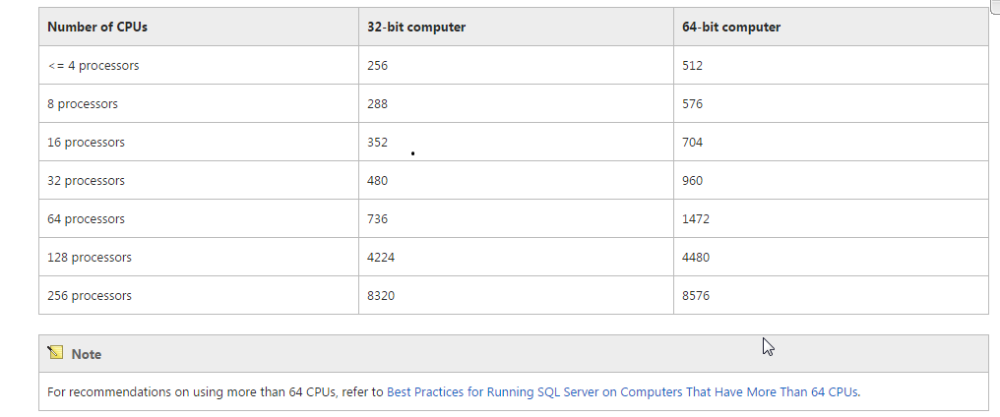 Number of CPUs 32-bit computer 64-bit computer
<= 4 processors 256 512
8 processors 288 576
16 processors 352 704
32 processors 480 960
64 processors 736 1472
128 processors 4224 4480
256 processors 8320 8576
Note
For recommendations on using more than 64 CPUs, refer to Best Practices for Running SQL Server on Computers That Have More Than 64 CPUs.